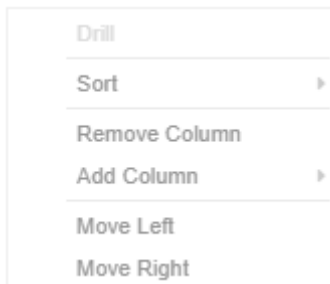 Drill
Sort
Remove Column
Add Column
Move Left
Move Right